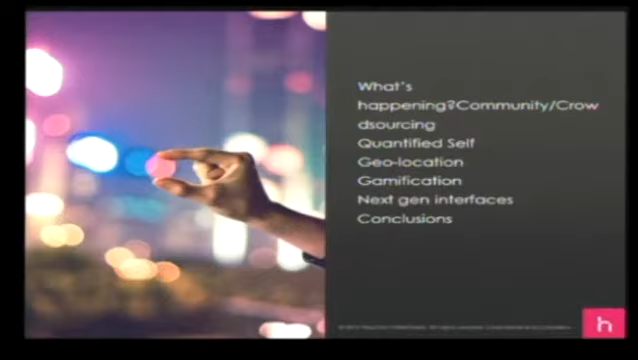 What's
happening?Community/Crow
dsourcing
Quantified Self
Geo-location
Gamification
Next gen interfaces
Conclusions
h